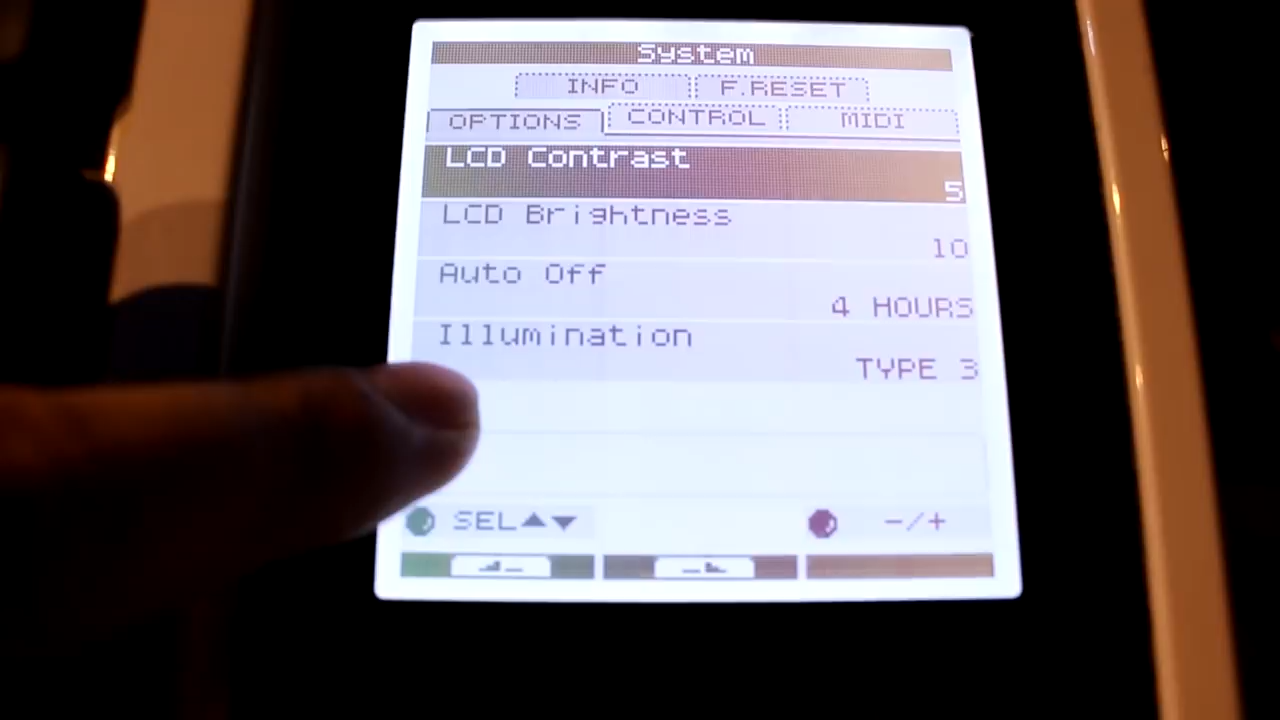 System
INFO F.RESET
OPTIONS CONTROL MIDI
LCD Contrast
5
LCD Brightness
10
Auto Off
4 HOURS
Illumination
TYPE 3
SEL▲▼ -/+